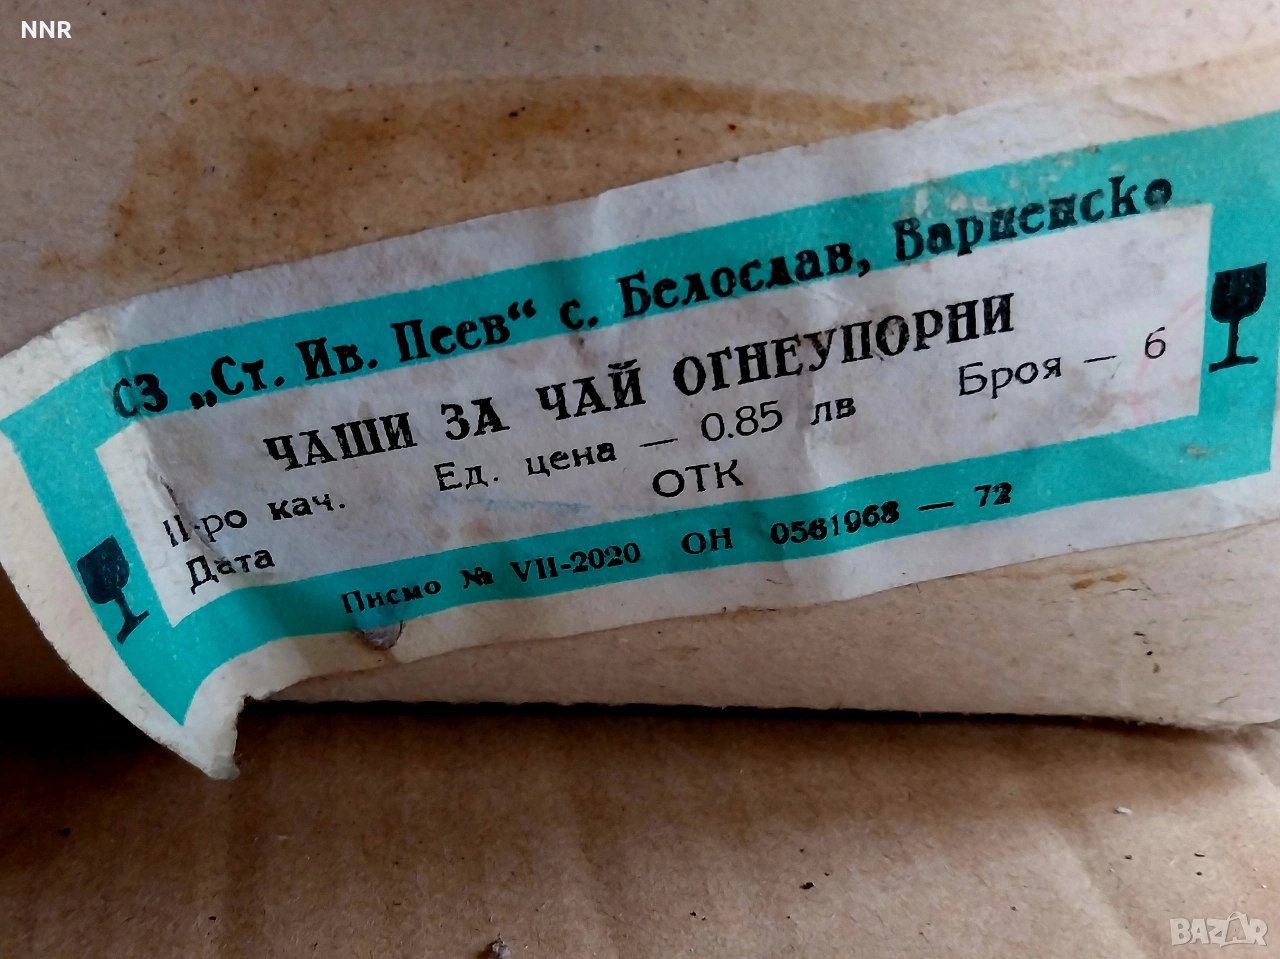 NNR
СЗ „Ст. Ив. Пеев“ с. Белослав, Варненско
ЧАШИ ЗА ЧАЙ ОГНЕУПОРНИ
II-ро кач. Ед. цена — 0.85 лв Броя — 6
Дата ОТК
Писмо № VII-2020 ОН 0561968 — 72
BAZAR